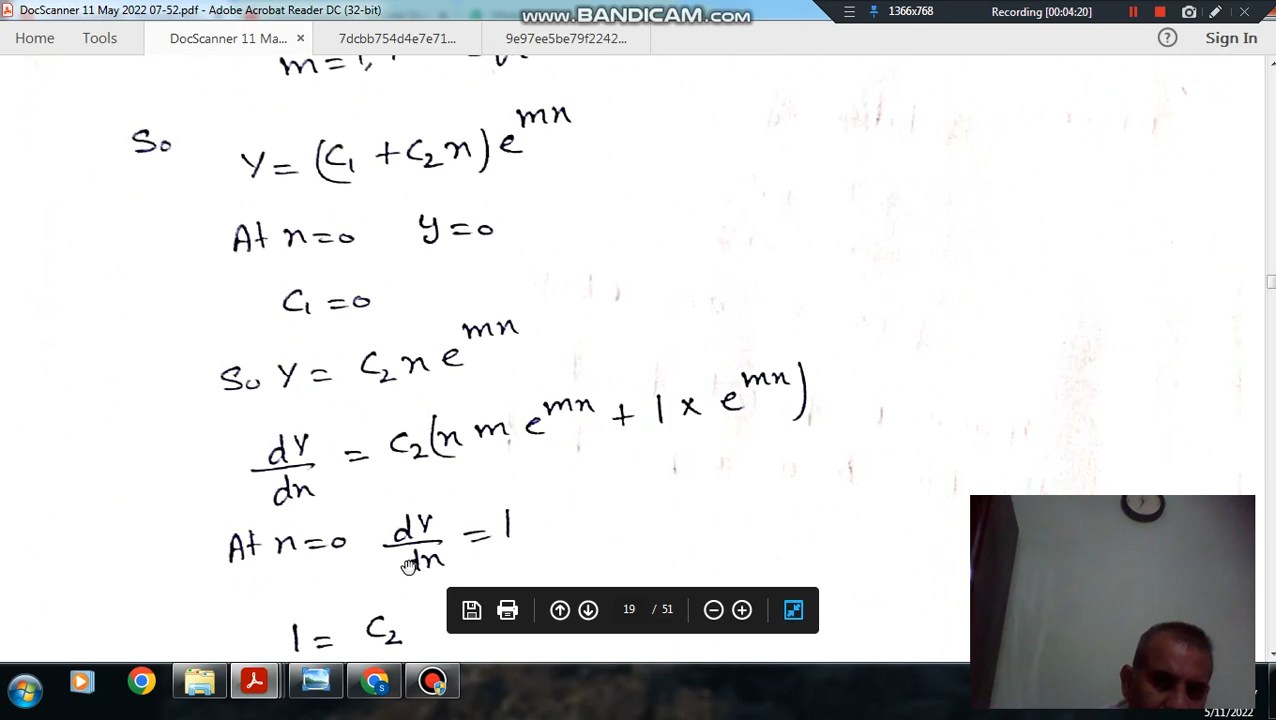 DocScanner 11 May 2022 07-52.pdf - Adobe Acrobat Reader DC (32-bit)
www.BANDICAM.com
1366x768
Recording [00:04:20]
Home Tools DocScanner 11 Ma... × 7dcbb754d4e7e71... 9e97ee5be79f2242... Sign In
m=1,
So y = (C₁ + C₂n) e^mn
At n=0 y=0
C₁ =0
So y = C₂ n e^mn
dy/dn = C₂(n m e^mn + 1 × e^mn)
At n=0 dy/dn = 1
1 = C₂
19 / 51
5/11/2022